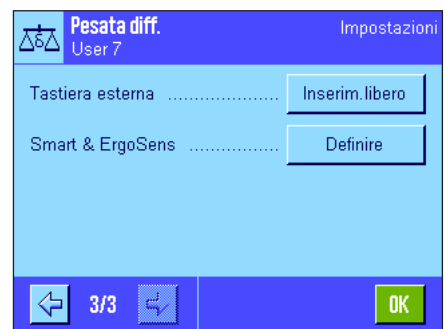 Pesata diff. Impostazioni
User 7
Tastiera esterna .................... Inserim.libero
Smart & ErgoSens ................ Definire
3/3 OK